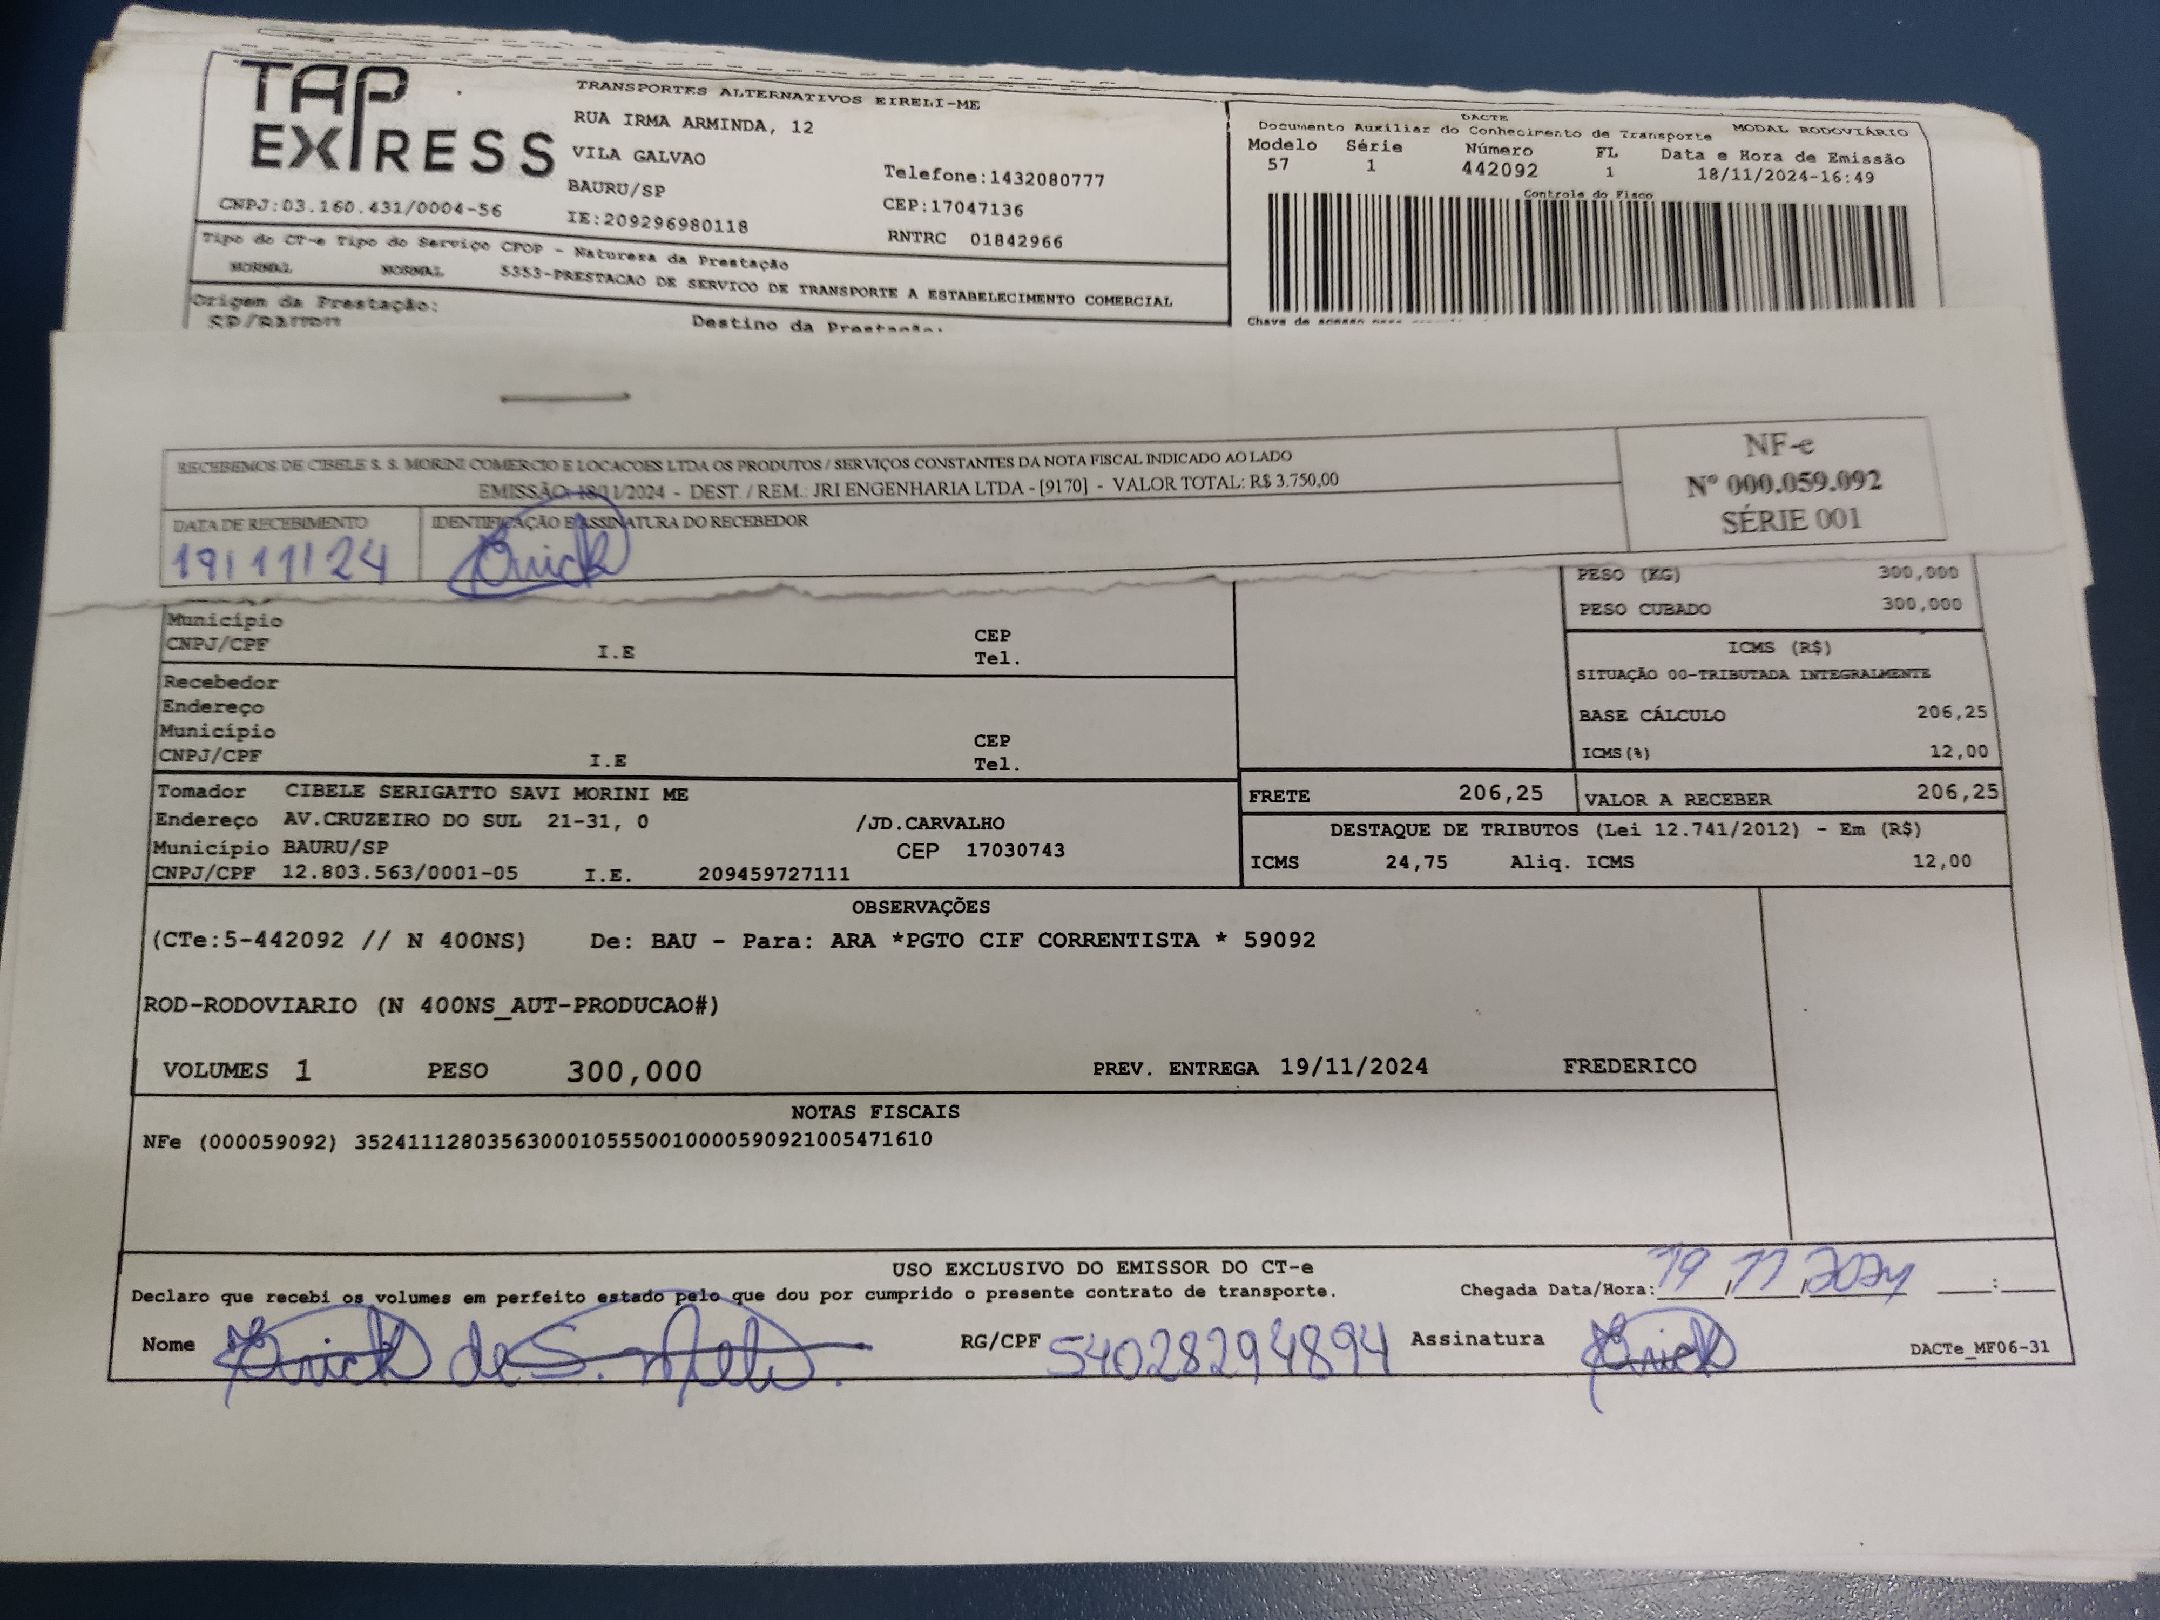 TAP
EXPRESS
TRANSPORTES ALTERNATIVOS EIRELI-ME
RUA IRMA ARMINDA, 12
VILA GALVAO
BAURU/SP
Telefone:1432080777
CEP:17047136
CNPJ:03.160.431/0004-56
IE:209296980118
RNTRC 01842966
DACTE
Documento Auxiliar do Conhecimento de Transporte MODAL RODOVIÁRIO
Modelo Série Número FL Data e Hora de Emissão
57 1 442092 1 18/11/2024-16:49
Controle do Fisco
Tipo do CT-e Tipo do Serviço CFOP - Natureza da Prestação
NORMAL NORMAL 5353-PRESTACAO DE SERVICO DE TRANSPORTE A ESTABELECIMENTO COMERCIAL
Origem da Prestação:
SP/BAURU
Destino da Prestação:
Chave de acesso
RECEBEMOS DE CIBELE S. S. MORINI COMERCIO E LOCACOES LTDA OS PRODUTOS / SERVIÇOS CONSTANTES DA NOTA FISCAL INDICADO AO LADO
EMISSÃO: 18/11/2024 - DEST. / REM.: JRI ENGENHARIA LTDA - [9170] - VALOR TOTAL: R$ 3.750,00
NF-e
Nº 000.059.092
SÉRIE 001
DATA DE RECEBIMENTO
19/11/24
IDENTIFICAÇÃO E ASSINATURA DO RECEBEDOR
Erick
PESO (KG) 300,000
PESO CUBADO 300,000
Município CEP
CNPJ/CPF I.E Tel.
ICMS (R$)
SITUAÇÃO 00-TRIBUTADA INTEGRALMENTE
BASE CÁLCULO 206,25
ICMS(%) 12,00
Recebedor
Endereço
Município CEP
CNPJ/CPF I.E Tel.
Tomador CIBELE SERIGATTO SAVI MORINI ME
Endereço AV.CRUZEIRO DO SUL 21-31, 0 /JD.CARVALHO
Município BAURU/SP CEP 17030743
CNPJ/CPF 12.803.563/0001-05 I.E. 209459727111
FRETE 206,25 VALOR A RECEBER 206,25
DESTAQUE DE TRIBUTOS (Lei 12.741/2012) - Em (R$)
ICMS 24,75 Aliq. ICMS 12,00
OBSERVAÇÕES
(CTe:5-442092 // N 400NS) De: BAU - Para: ARA *PGTO CIF CORRENTISTA * 59092
ROD-RODOVIARIO (N 400NS_AUT-PRODUCAO#)
VOLUMES 1 PESO 300,000 PREV. ENTREGA 19/11/2024 FREDERICO
NOTAS FISCAIS
NFe (000059092) 35241112803563000105550010000590921005471610
USO EXCLUSIVO DO EMISSOR DO CT-e
Declaro que recebi os volumes em perfeito estado pelo que dou por cumprido o presente contrato de transporte.
Chegada Data/Hora: 19 / 11 / 2024 :
Nome Erick de S. Melo. RG/CPF 54028294894 Assinatura Erick
DACTe_MF06-31